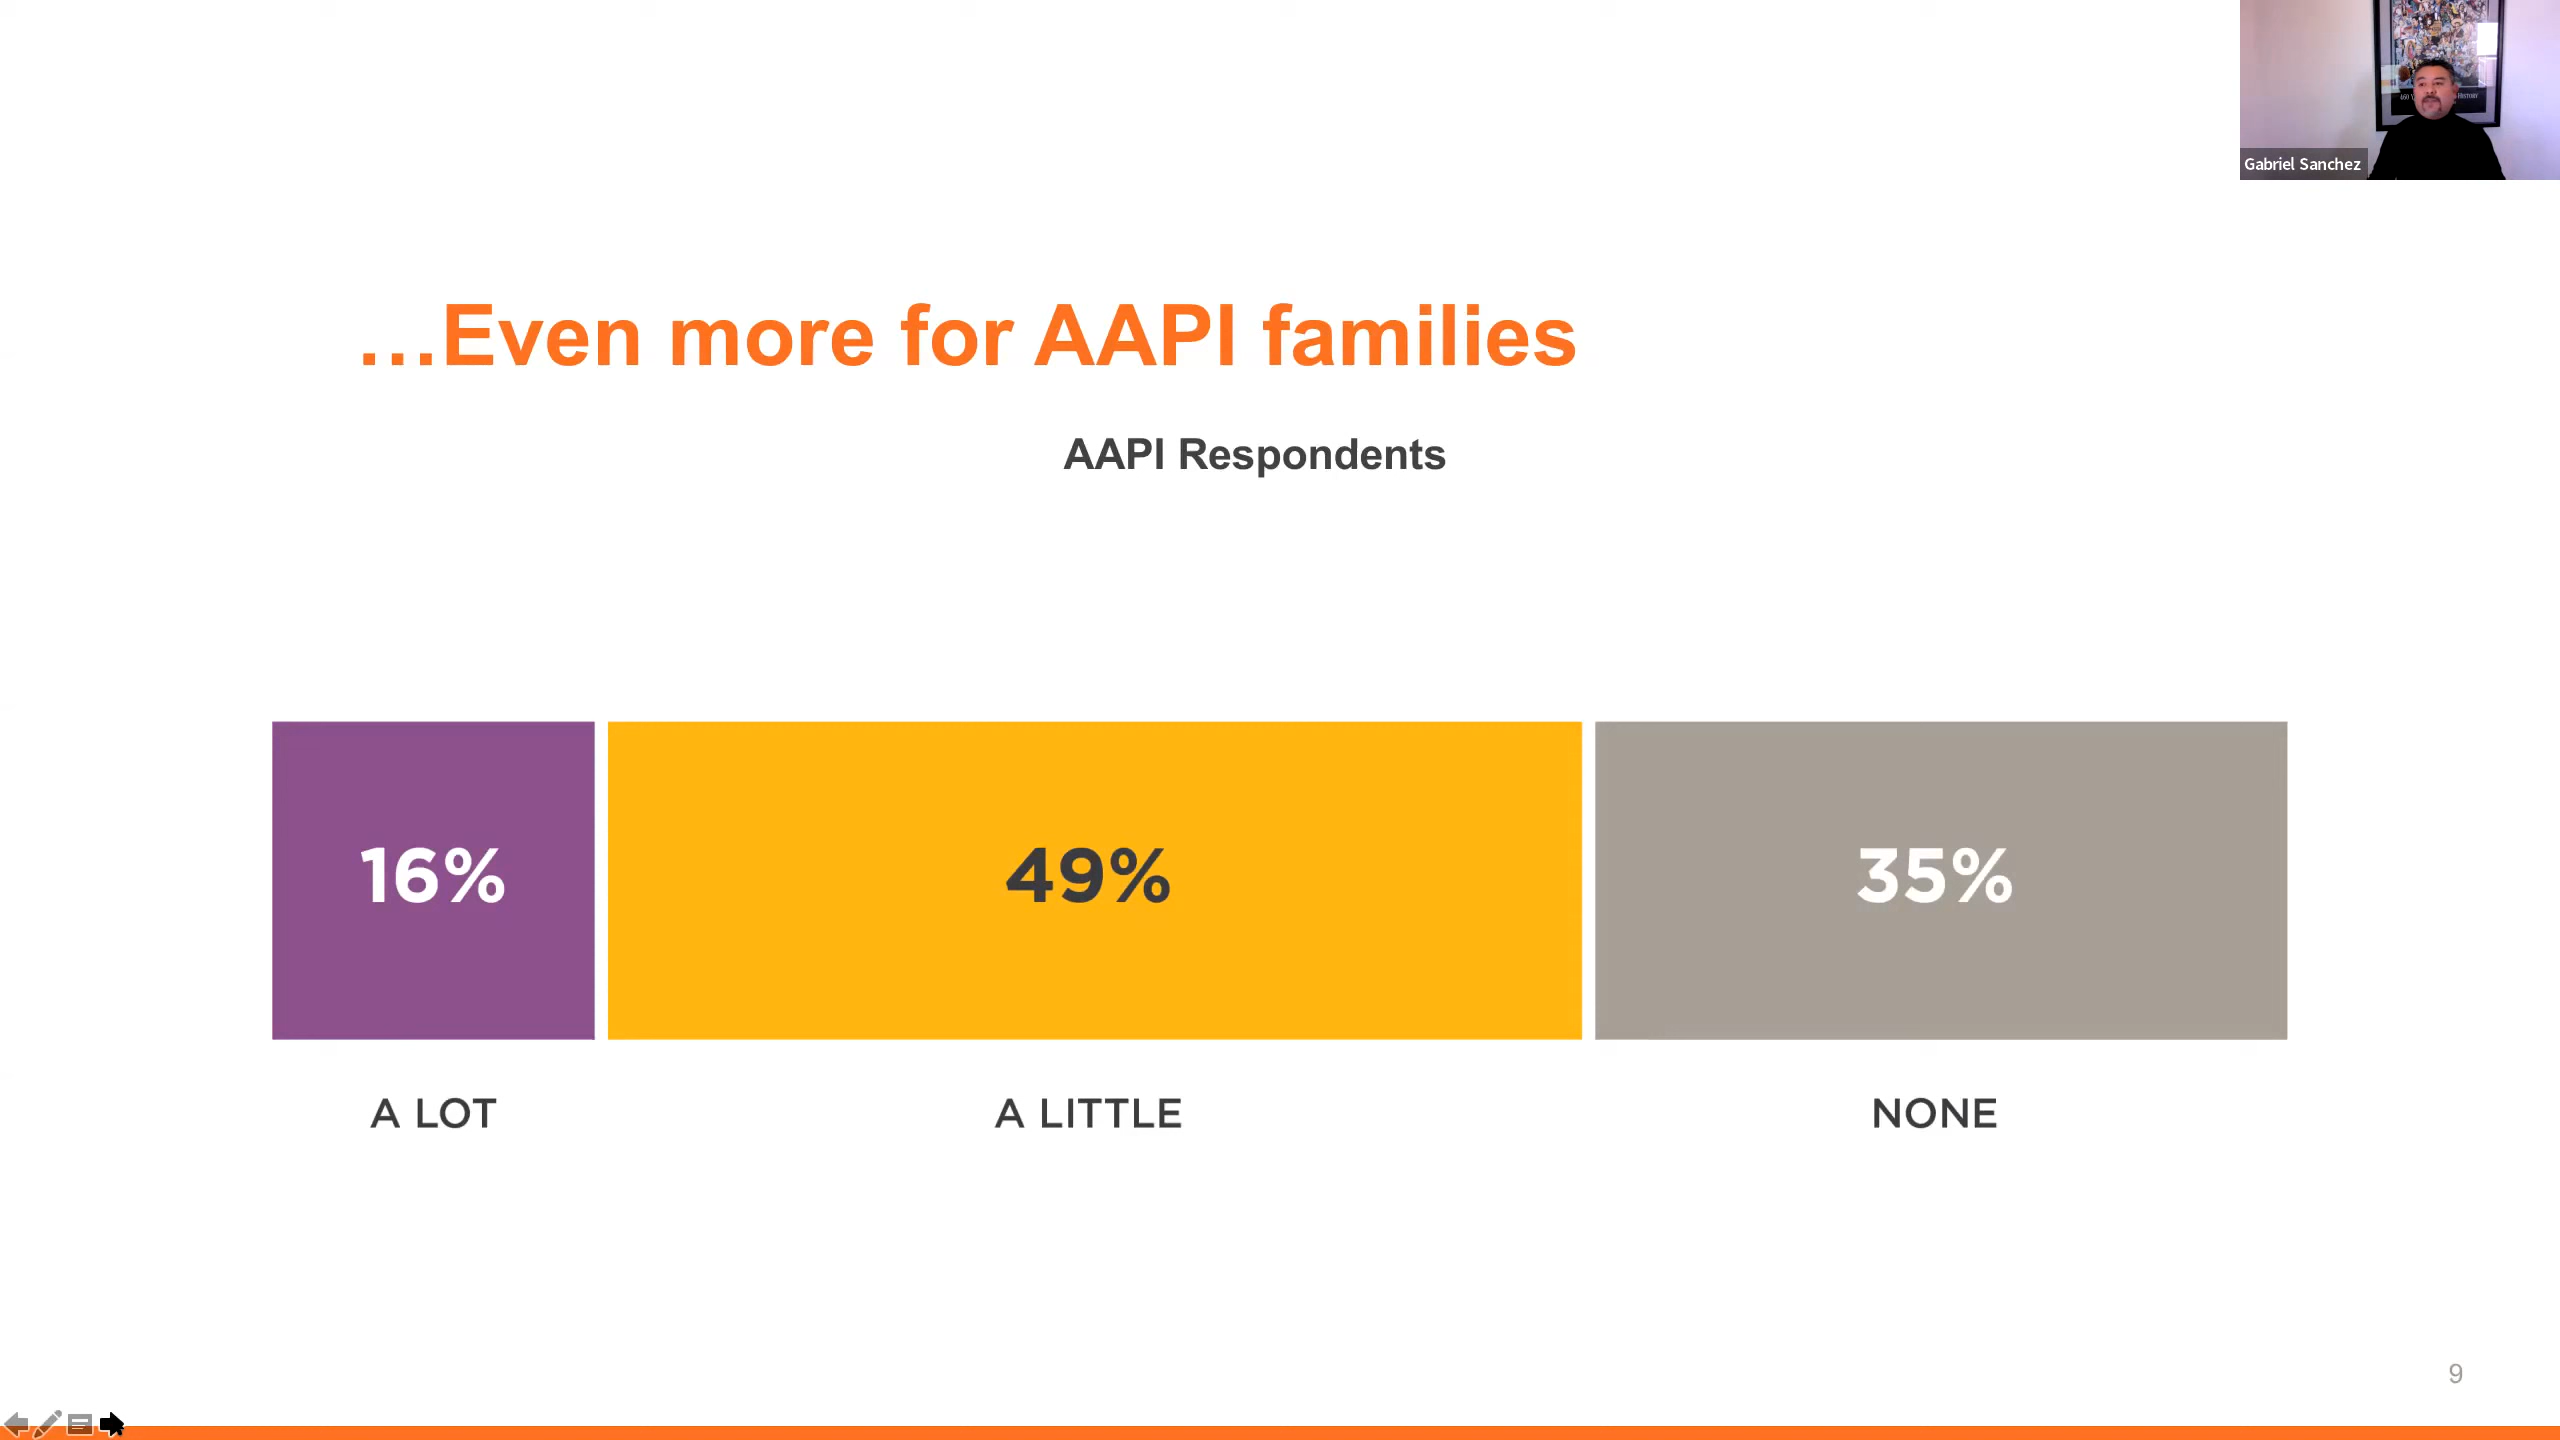 Gabriel Sanchez
...Even more for AAPI families
AAPI Respondents
16%
49%
35%
A LOT
A LITTLE
NONE
9